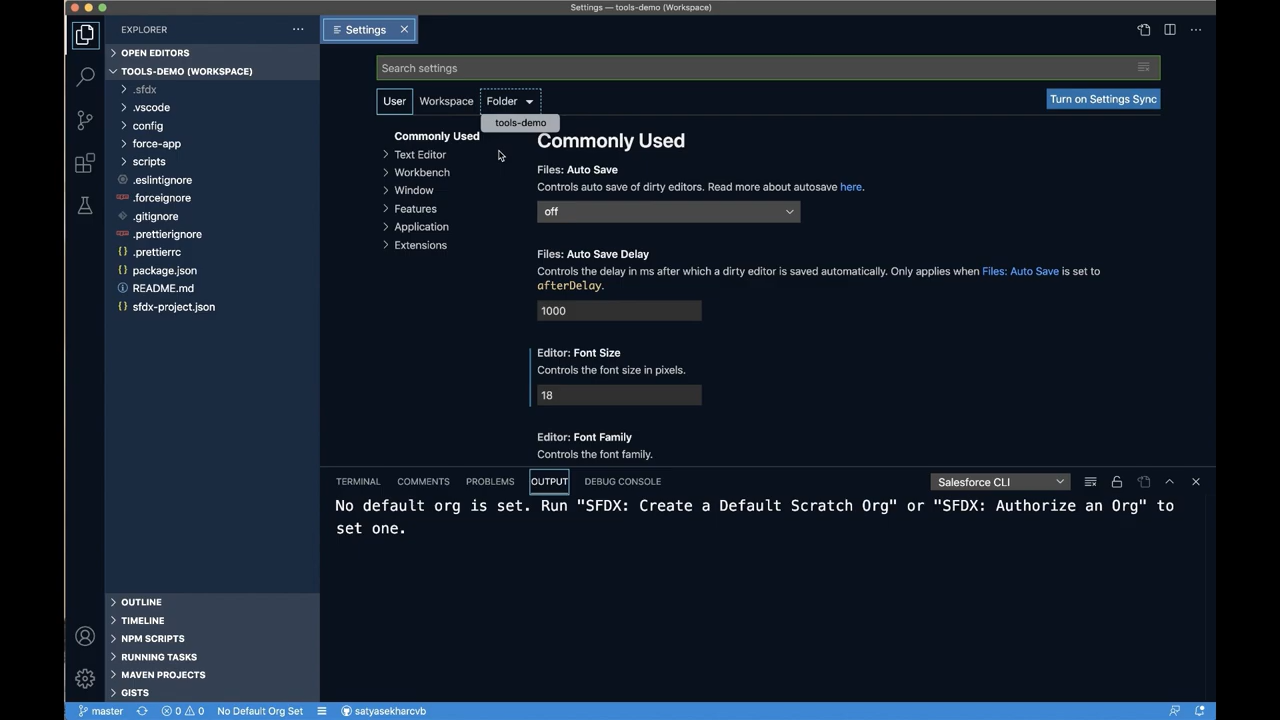 Settings — tools-demo (Workspace)
EXPLORER
OPEN EDITORS
TOOLS-DEMO (WORKSPACE)
.sfdx
.vscode
config
force-app
scripts
.eslintignore
.forceignore
.gitignore
.prettierignore
.prettierrc
package.json
README.md
sfdx-project.json
OUTLINE
TIMELINE
NPM SCRIPTS
RUNNING TASKS
MAVEN PROJECTS
GISTS
Settings
Search settings
User Workspace Folder
Turn on Settings Sync
tools-demo
Commonly Used
Text Editor
Workbench
Window
Features
Application
Extensions
Commonly Used
Files: Auto Save
Controls auto save of dirty editors. Read more about autosave here.
off
Files: Auto Save Delay
Controls the delay in ms after which a dirty editor is saved automatically. Only applies when Files: Auto Save is set to
afterDelay.
1000
Editor: Font Size
Controls the font size in pixels.
18
Editor: Font Family
Controls the font family.
TERMINAL COMMENTS PROBLEMS OUTPUT DEBUG CONSOLE
Salesforce CLI
No default org is set. Run "SFDX: Create a Default Scratch Org" or "SFDX: Authorize an Org" to
set one.
master 0 0 No Default Org Set satyasekharcvb